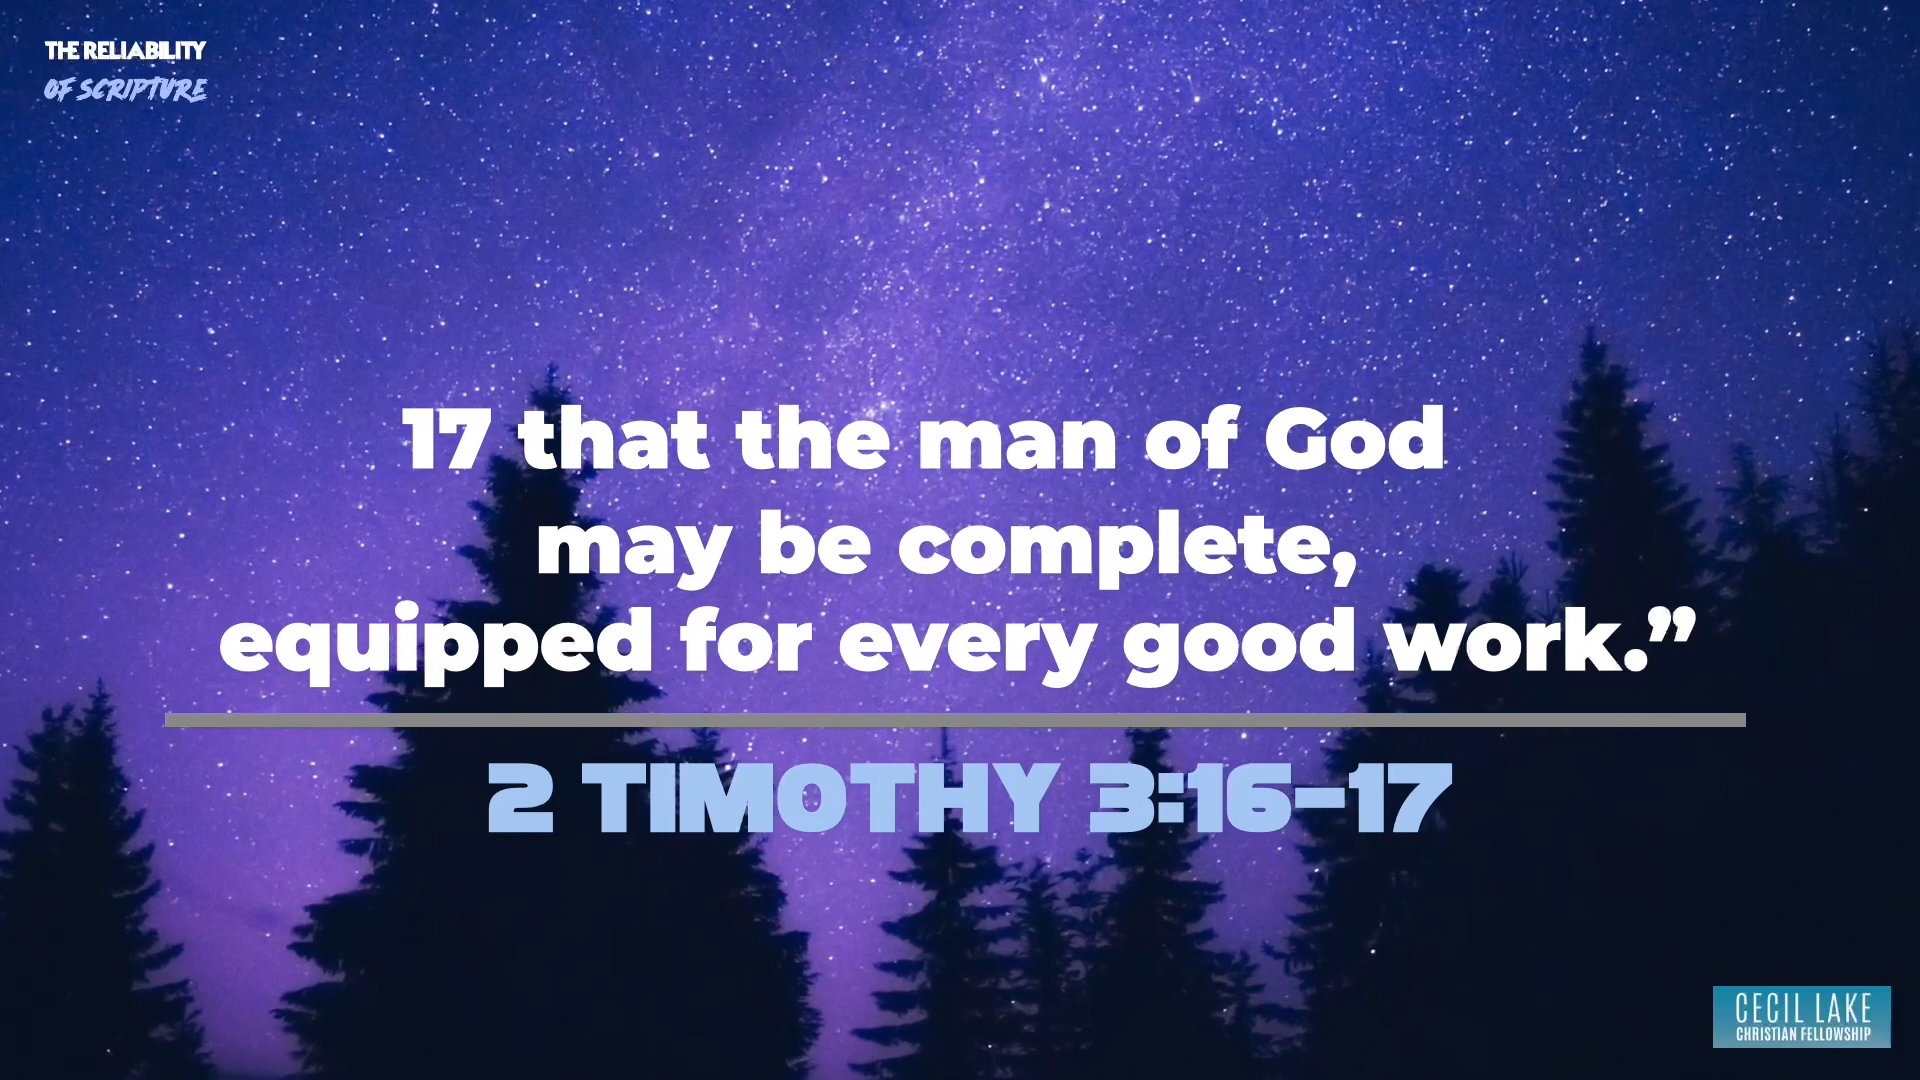 THE RELIABILITY
OF SCRIPTURE
17 that the man of God
may be complete,
equipped for every good work.”
2 TIMOTHY 3:16–17
CECIL LAKE
CHRISTIAN FELLOWSHIP